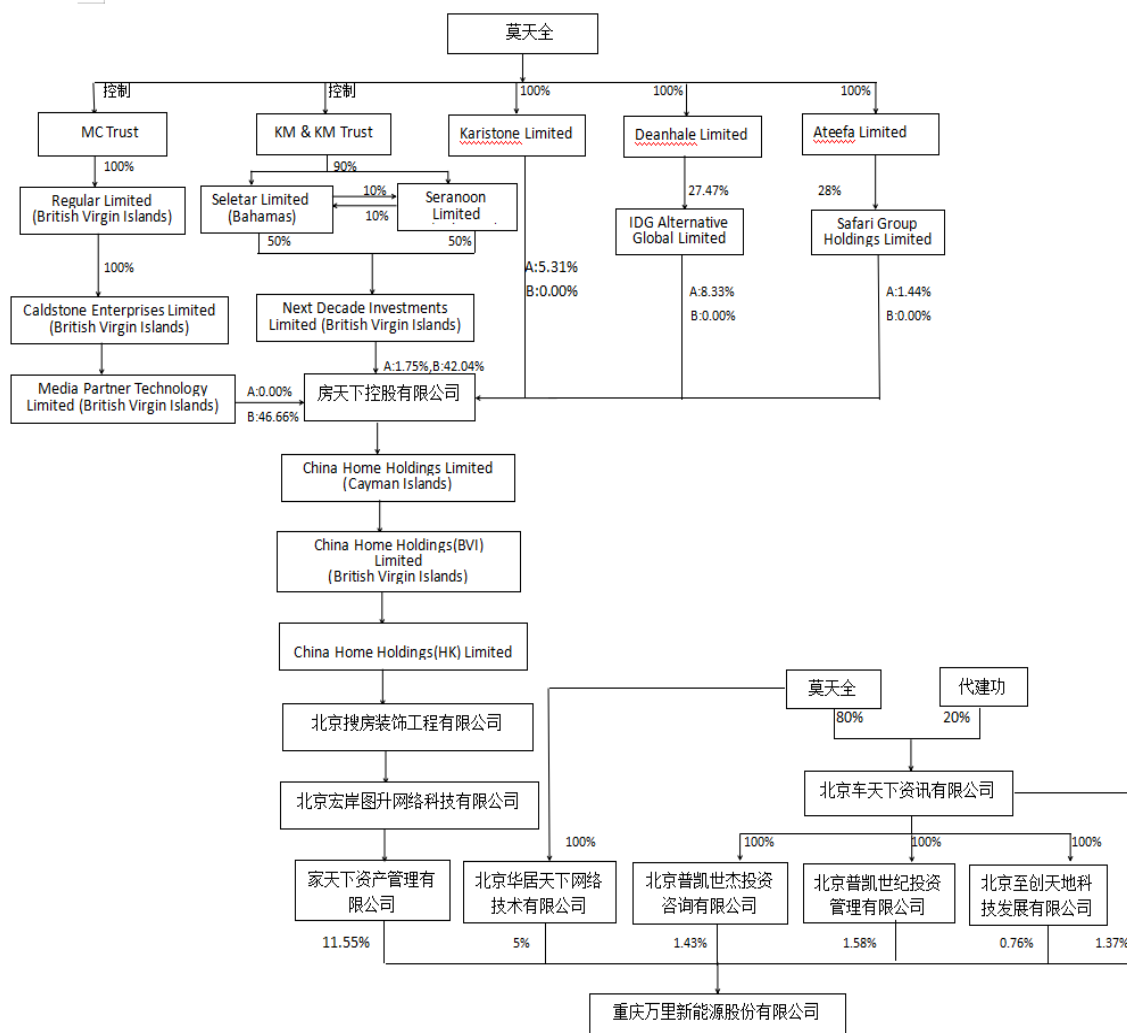 莫天全
控制
控制
100%
100%
100%
MC Trust
KM & KM Trust
Karistone Limited
Deanhale Limited
Ateefa Limited
100%
90%
27.47%
28%
Regular Limited
(British Virgin Islands)
Seletar Limited
(Bahamas)
10%
10%
Seranoon
Limited
IDG Alternative
Global Limited
Safari Group
Holdings Limited
50%
50%
100%
A:5.31%
B:0.00%
A:8.33%
B:0.00%
A:1.44%
B:0.00%
Caldstone Enterprises Limited
(British Virgin Islands)
Next Decade Investments
Limited (British Virgin Islands)
A:1.75%,B:42.04%
Media Partner Technology
Limited (British Virgin Islands)
A:0.00%
B:46.66%
房天下控股有限公司
China Home Holdings Limited
(Cayman Islands)
China Home Holdings(BVI)
Limited
(British Virgin Islands)
China Home Holdings(HK) Limited
莫天全
代建功
80%
20%
北京搜房装饰工程有限公司
北京车天下资讯有限公司
北京宏岸图升网络科技有限公司
100%
100%
100%
100%
家天下资产管理有
限公司
北京华居天下网络
技术有限公司
北京普凯世杰投资
咨询有限公司
北京普凯世纪投资
管理有限公司
北京至创天地科
技发展有限公司
11.55%
5%
1.43%
1.58%
0.76%
1.37%
重庆万里新能源股份有限公司